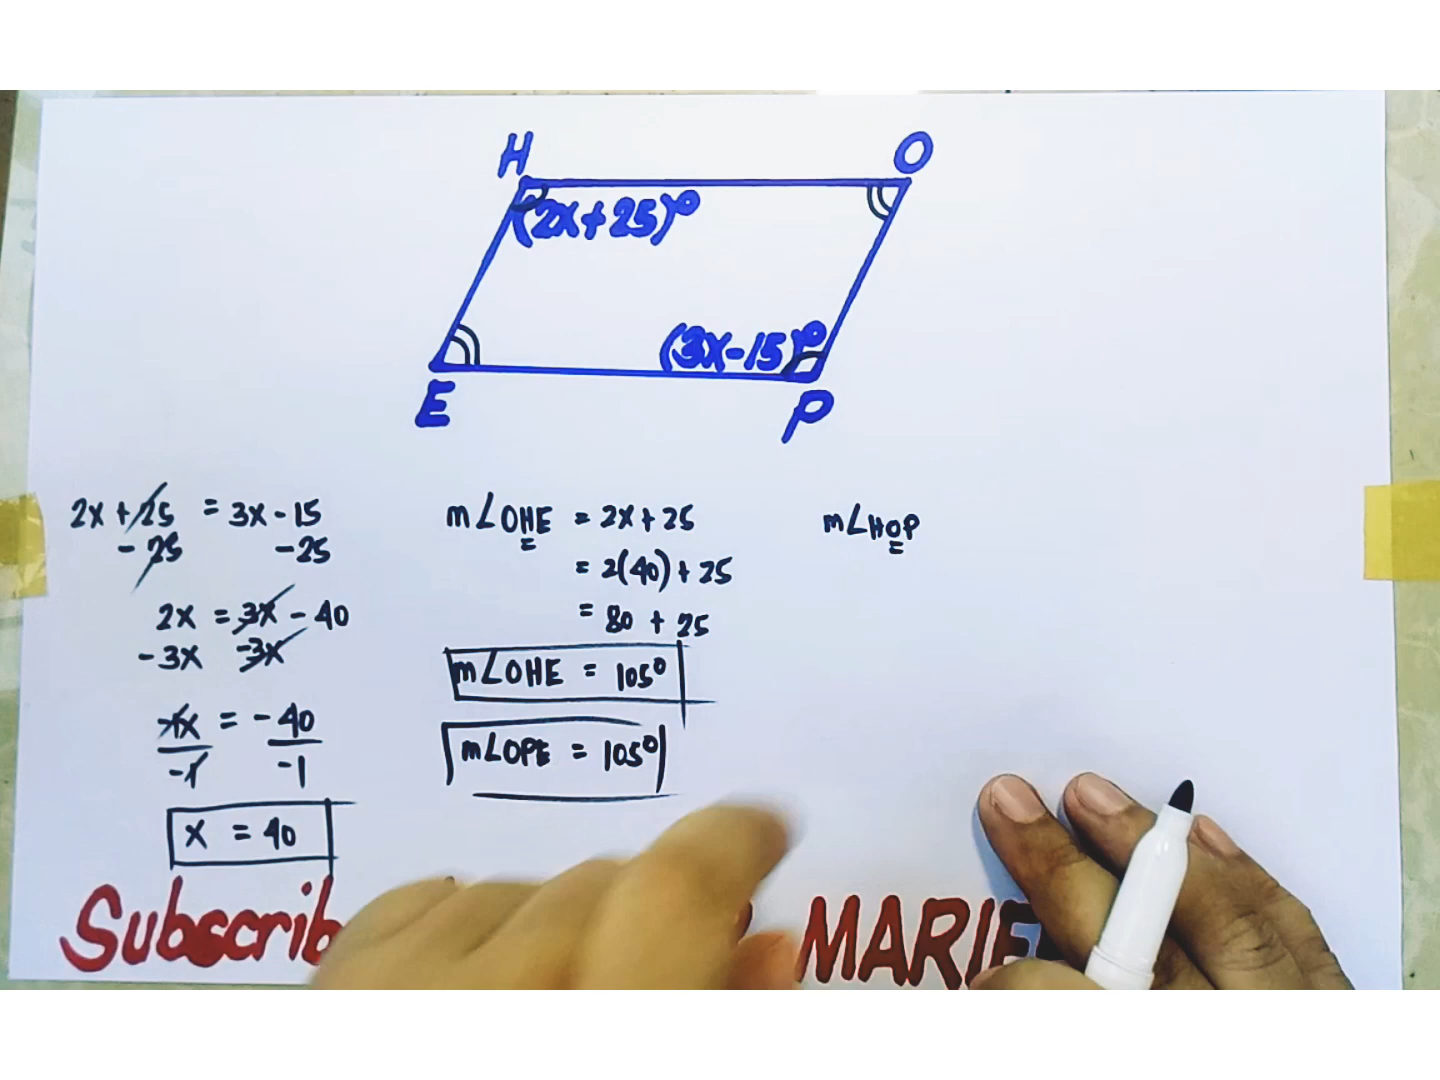 H
O
(2x+25)°
(3x-15)°
E
P
2x + 25 = 3x - 15
- 25 - 25
2x = 3x - 40
- 3x - 3x
-1x = - 40
-1 -1
x = 40
m∠OHE = 2x + 25
= 2(40) + 25
= 80 + 25
m∠OHE = 105°
m∠OPE = 105°
m∠HOP
MARIE